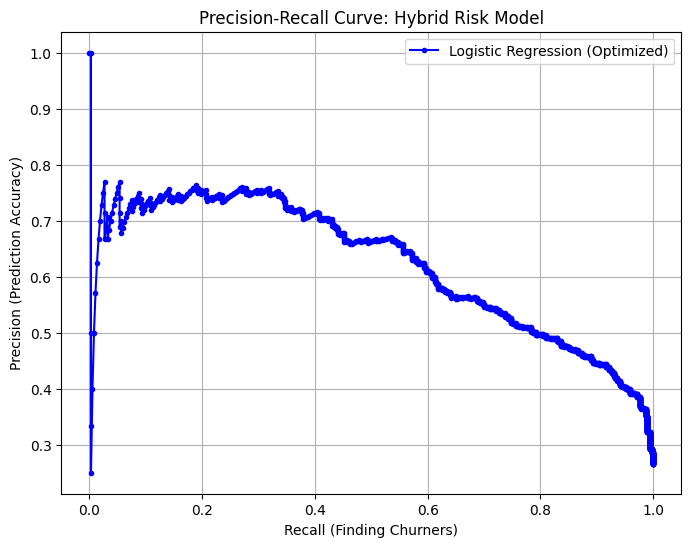 Precision-Recall Curve: Hybrid Risk Model
Logistic Regression (Optimized)
Precision (Prediction Accuracy)
1.0
0.9
0.8
0.7
0.6
0.5
0.4
0.3
0.0 0.2 0.4 0.6 0.8 1.0
Recall (Finding Churners)